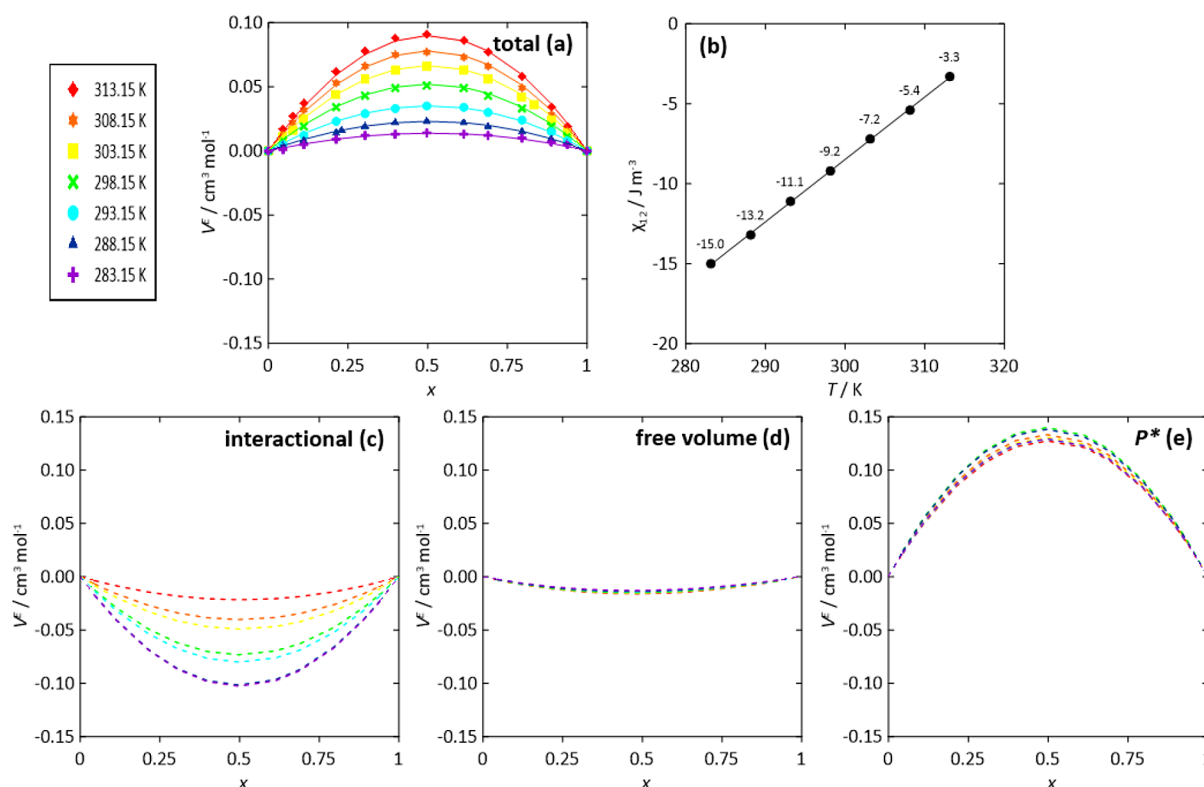 313.15 K
308.15 K
303.15 K
298.15 K
293.15 K
288.15 K
283.15 K
total (a)
0.10
0.05
0.00
-0.05
-0.10
-0.15
V^E / cm³ mol⁻¹
0
0.25
0.5
0.75
1
x
(b)
0
-5
-10
-15
-20
χ₁₂ / J m⁻³
-15.0
-13.2
-11.1
-9.2
-7.2
-5.4
-3.3
280
290
300
310
320
T / K
interactional (c)
0.15
0.10
0.05
0.00
-0.05
-0.10
-0.15
V^E / cm³ mol⁻¹
0
0.25
0.5
0.75
1
x
free volume (d)
0.15
0.10
0.05
0.00
-0.05
-0.10
-0.15
V^E / cm³ mol⁻¹
0
0.25
0.5
0.75
1
x
P* (e)
0.15
0.10
0.05
0.00
-0.05
-0.10
-0.15
V^E / cm³ mol⁻¹
0
0.25
0.5
0.75
1
x